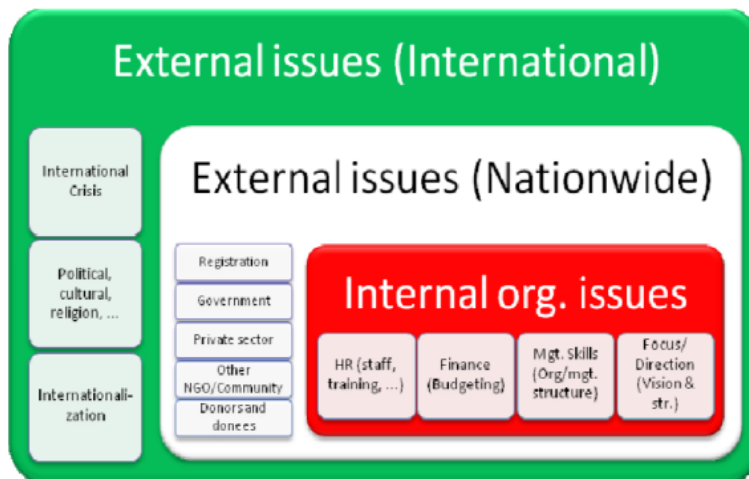 External issues (International)
International
Crisis
Political,
cultural,
religion, ...
Internationali-
zation
External issues (Nationwide)
Registration
Government
Private sector
Other
NGO/Community
Donors and
donees
Internal org. issues
HR (staff,
training, ...)
Finance
(Budgeting)
Mgt. Skills
(Org/mgt.
structure)
Focus/
Direction
(Vision &
str.)